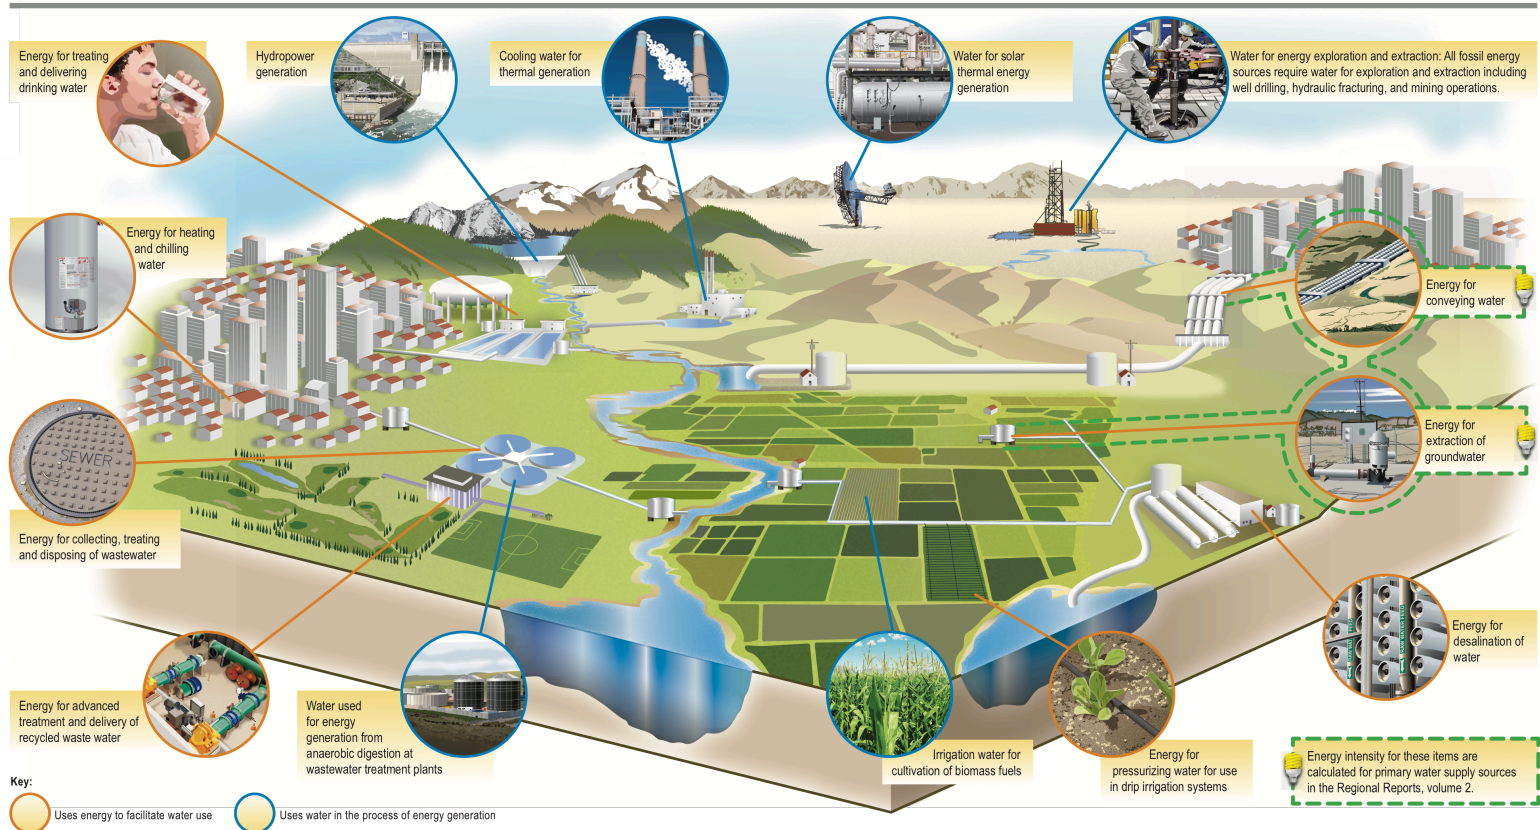 Energy for treating
and delivering
drinking water
Hydropower
generation
Cooling water for
thermal generation
Water for solar
thermal energy
generation
Water for energy exploration and extraction: All fossil energy
sources require water for exploration and extraction including
well drilling, hydraulic fracturing, and mining operations.
Energy for heating
and chilling
water
Energy for
conveying water
Energy for
extraction of
groundwater
SEWER
Energy for collecting, treating
and disposing of wastewater
Energy for
desalination of
water
Energy for advanced
treatment and delivery of
recycled waste water
Water used
for energy
generation from
anaerobic digestion at
wastewater treatment plants
Irrigation water for
cultivation of biomass fuels
Energy for
pressurizing water for use
in drip irrigation systems
Energy intensity for these items are
calculated for primary water supply sources
in the Regional Reports, volume 2.
Key:
Uses energy to facilitate water use
Uses water in the process of energy generation